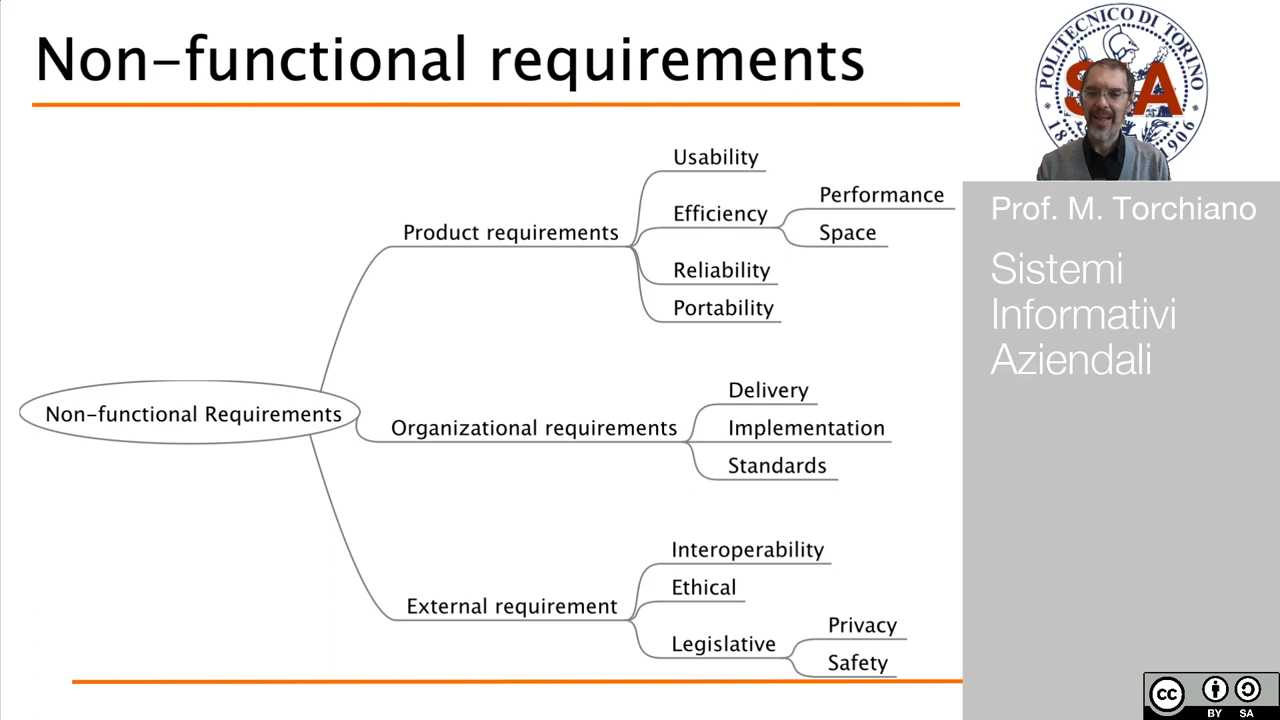 Non-functional requirements
Usability
Performance
Efficiency
Space
Product requirements
Reliability
Portability
Non-functional Requirements
Delivery
Organizational requirements
Implementation
Standards
Interoperability
Ethical
External requirement
Legislative
Privacy
Safety
POLITECNICO DI TORINO
1906
Prof. M. Torchiano
Sistemi
Informativi
Aziendali
cc
BY SA